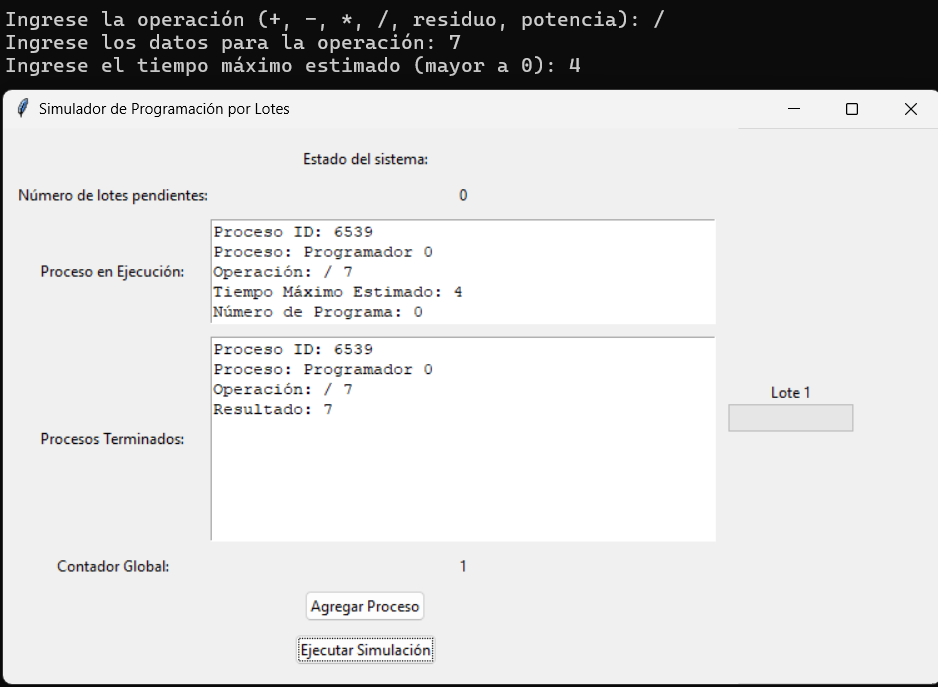 Ingrese la operación (+, -, *, /, residuo, potencia): /
Ingrese los datos para la operación: 7
Ingrese el tiempo máximo estimado (mayor a 0): 4
Simulador de Programación por Lotes
Estado del sistema:
Número de lotes pendientes: 0
Proceso en Ejecución:
Proceso ID: 6539
Proceso: Programador 0
Operación: / 7
Tiempo Máximo Estimado: 4
Número de Programa: 0
Procesos Terminados:
Proceso ID: 6539
Proceso: Programador 0
Operación: / 7
Resultado: 7
Lote 1
Contador Global: 1
Agregar Proceso
Ejecutar Simulación